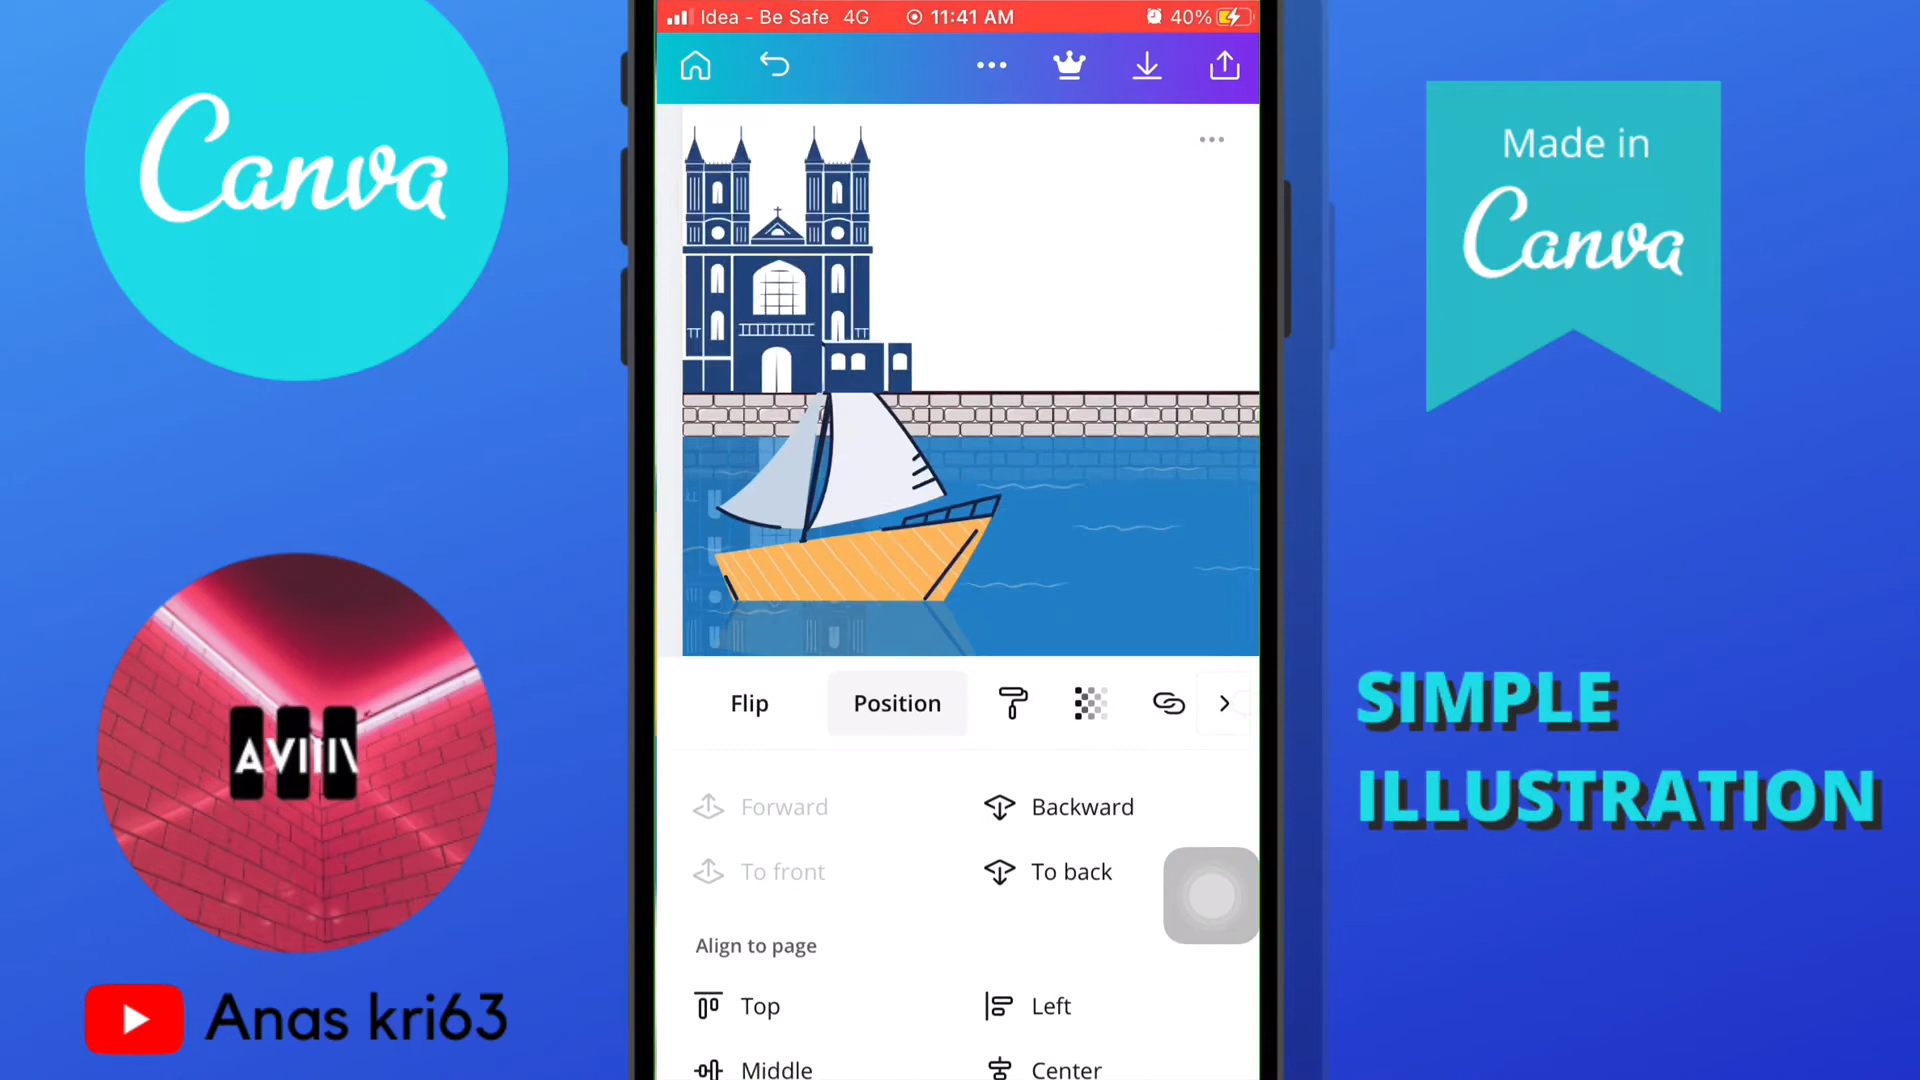 Canva
AVIIIV
Anas kri63
Idea - Be Safe 4G 11:41 AM 40%
Flip Position
Forward Backward
To front To back
Align to page
Top Left
Middle Center
Made in
Canva
SIMPLE
ILLUSTRATION